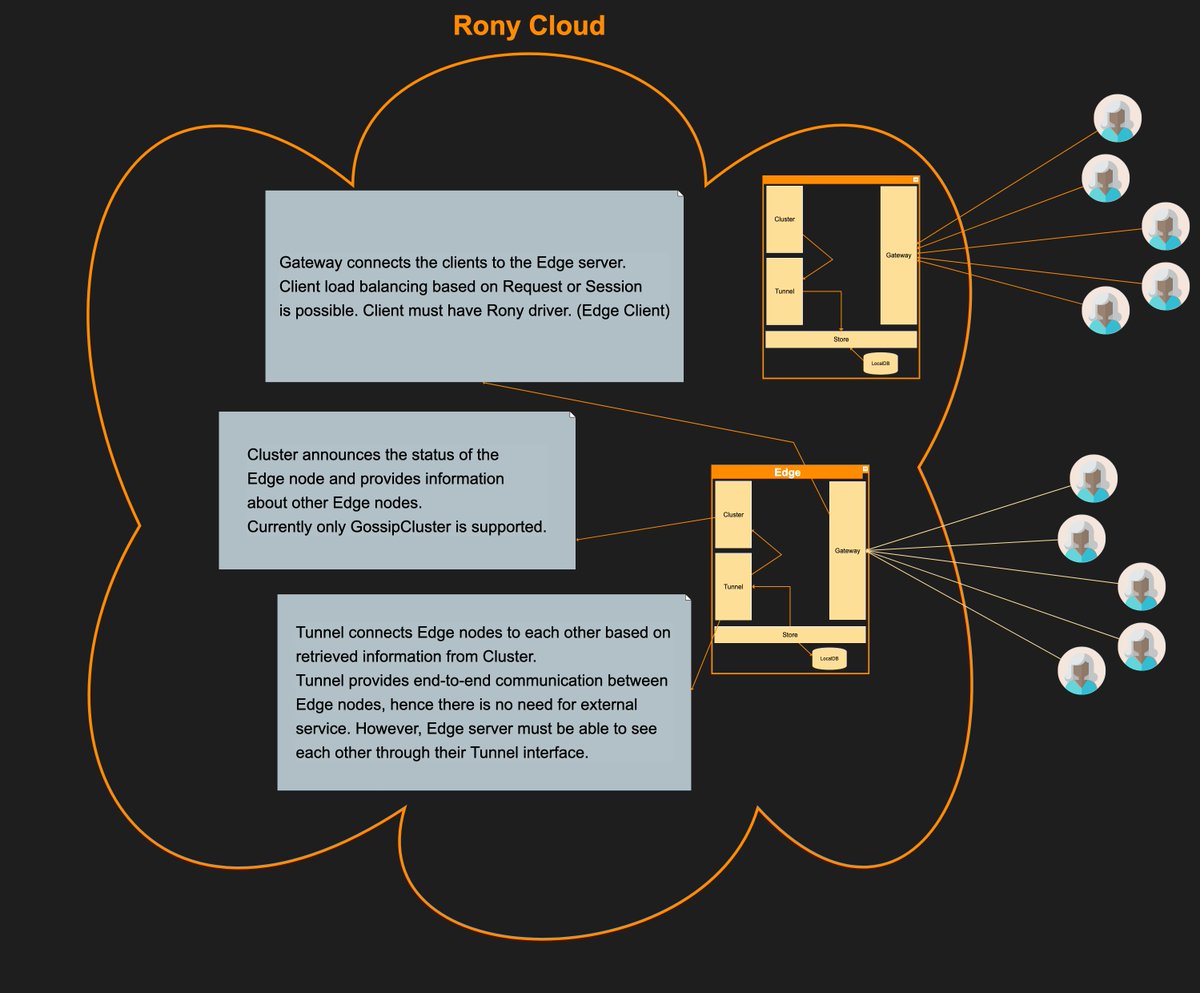 Rony Cloud
Gateway connects the clients to the Edge server.
Client load balancing based on Request or Session
is possible. Client must have Rony driver. (Edge Client)
Cluster
Gateway
Tunnel
Store
LocalDB
Cluster announces the status of the
Edge node and provides information
about other Edge nodes.
Currently only GossipCluster is supported.
Edge
Cluster
Gateway
Tunnel
Store
LocalDB
Tunnel connects Edge nodes to each other based on
retrieved information from Cluster.
Tunnel provides end-to-end communication between
Edge nodes, hence there is no need for external
service. However, Edge server must be able to see
each other through their Tunnel interface.